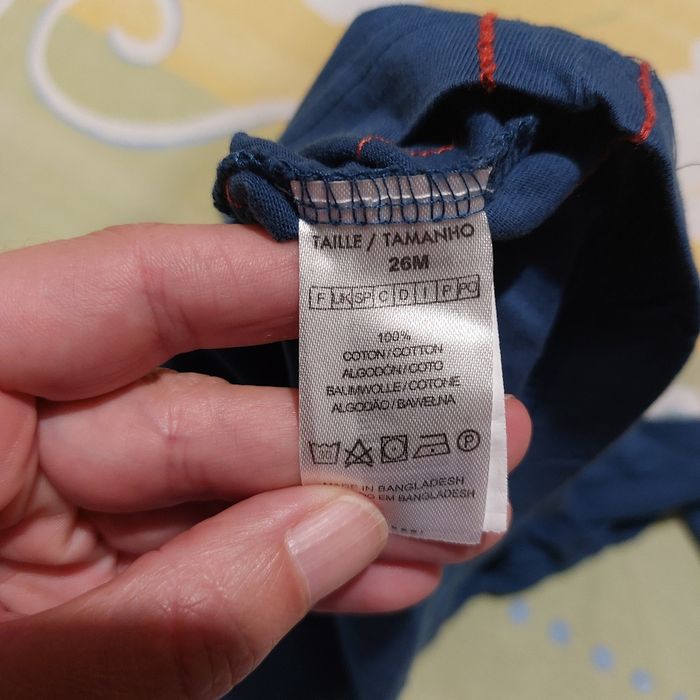 TAILLE / TAMANHO
26M
F UK SP C D I P PO
100%
COTON / COTTON
ALGODÓN / COTO
BAUMWOLLE / COTONE
ALGODÃO / BAWEŁNA
P
MADE IN BANGLADESH
EM BANGLADESH